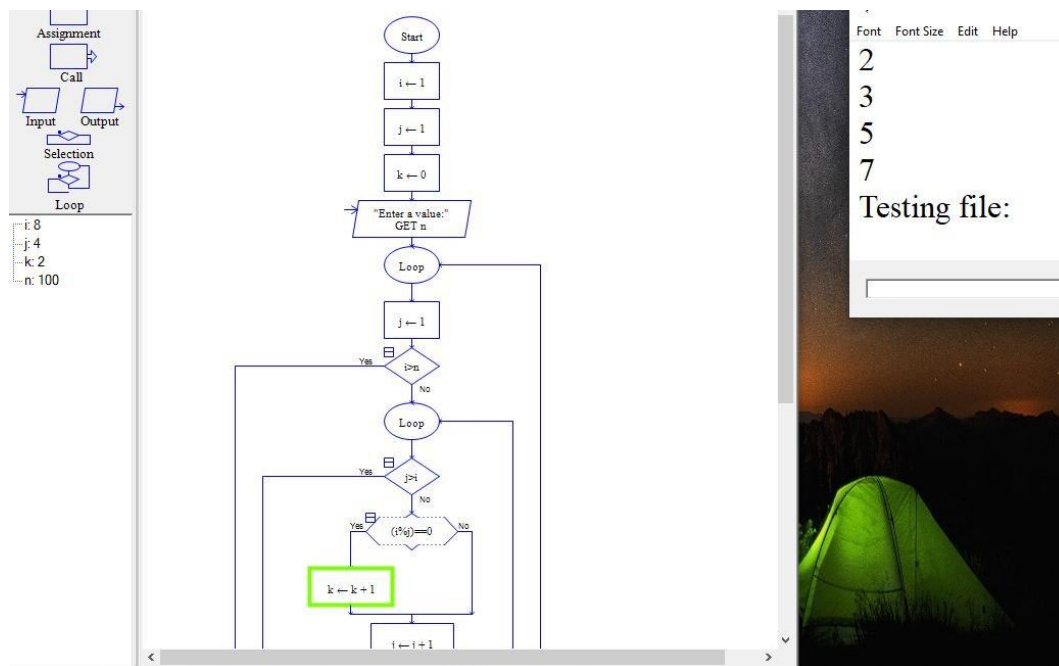 Assignment
Call
Input Output
Selection
Loop
i: 8
j: 4
k: 2
n: 100
Start
i ← 1
j ← 1
k ← 0
"Enter a value:"
GET n
Loop
j ← 1
Yes
i>n
No
Loop
Yes
j>i
No
Yes
(i%j)==0
No
k ← k + 1
j ← j + 1
Font Font Size Edit Help
2
3
5
7
Testing file: